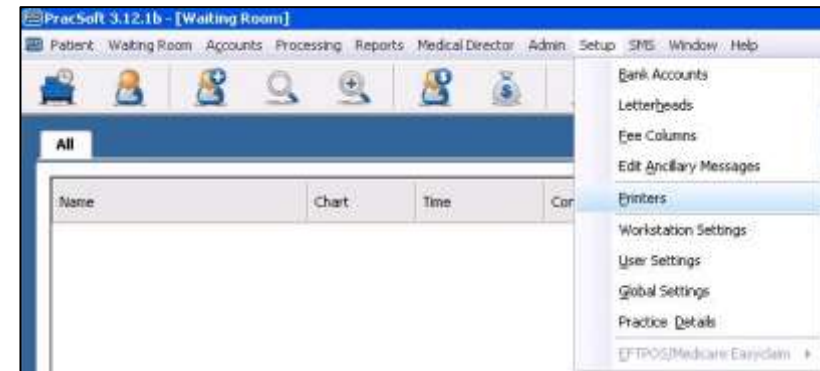 PracSoft 3.12.1b - [Waiting Room]
Patient Waiting Room Accounts Processing Reports Medical Director Admin Setup SMS Window Help
Bank Accounts
Letterheads
Fee Columns
Edit Ancillary Messages
Printers
Workstation Settings
User Settings
Global Settings
Practice Details
EFTPOS/Medicare Easyclaim
All
Name Chart Time Cor